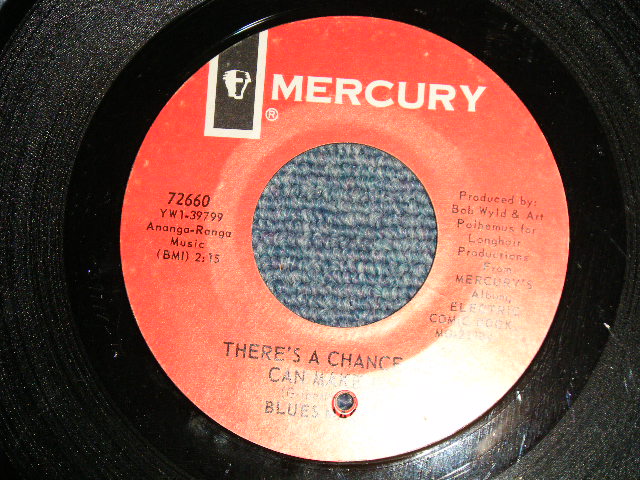 MERCURY
®
72660
YW1-39799
Ananga-Ranga
Music
(BMI) 2:15
Produced by:
Bob Wyld & Art
Polhemus for
Longhair
Productions
From
MERCURY'S
Album
ELECTRIC
COMIC BOOK
THERE'S A CHANCE
CAN MAKE
BLUES